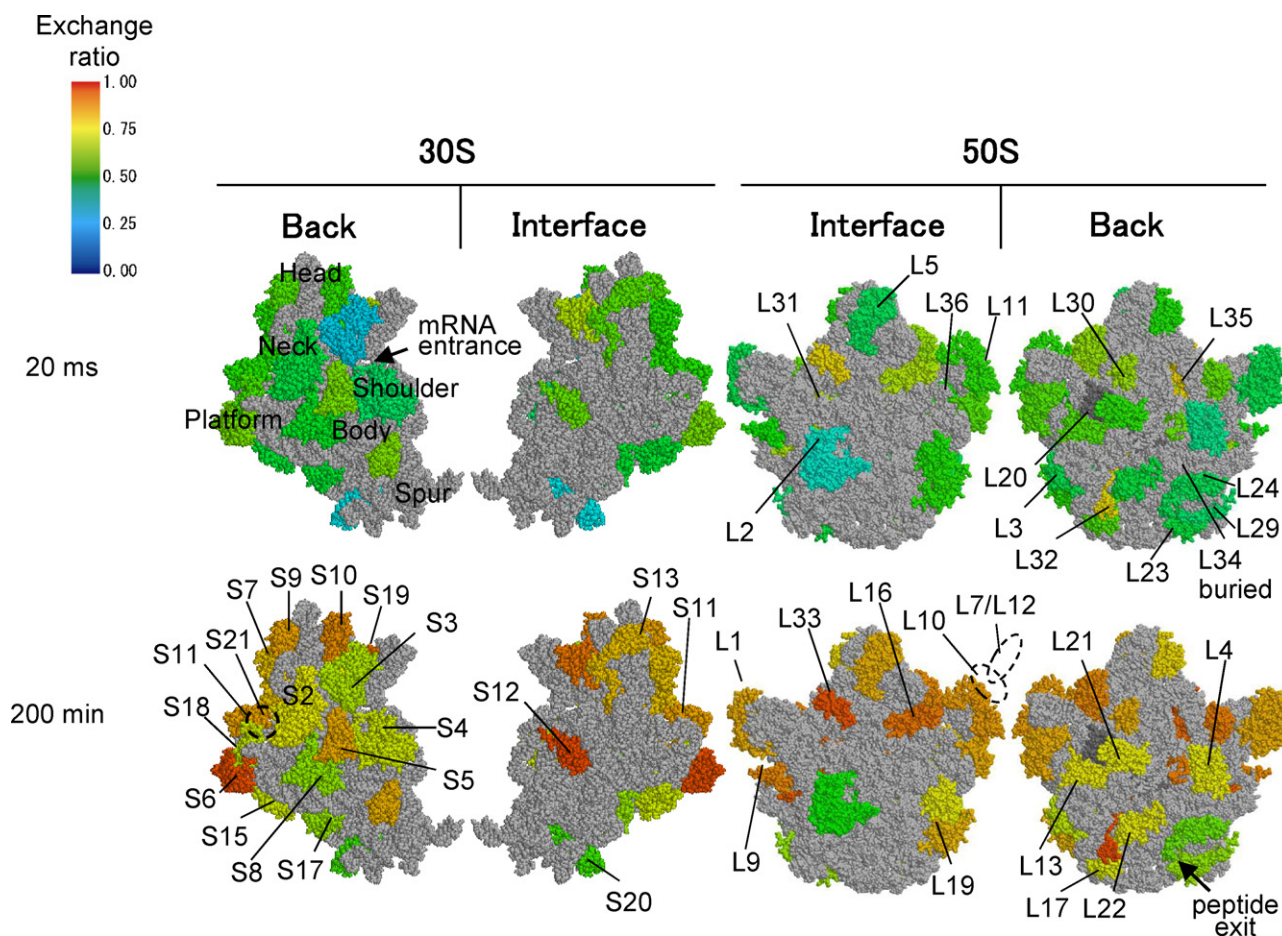 Exchange
ratio
1.00
0.75
0.50
0.25
0.00
30S
50S
Back
Interface
Interface
Back
20 ms
Head
Neck
mRNA
entrance
Shoulder
Platform
Body
Spur
L5
L31
L36
L11
L2
L30
L35
L20
L3
L32
L23
L24
L29
L34
buried
200 min
S7
S9
S10
S19
S3
S11
S21
S2
S18
S4
S6
S5
S15
S8
S17
S13
S11
S12
S20
L1
L33
L16
L10
L7/L12
L9
L19
L21
L4
L13
L17
L22
peptide
exit